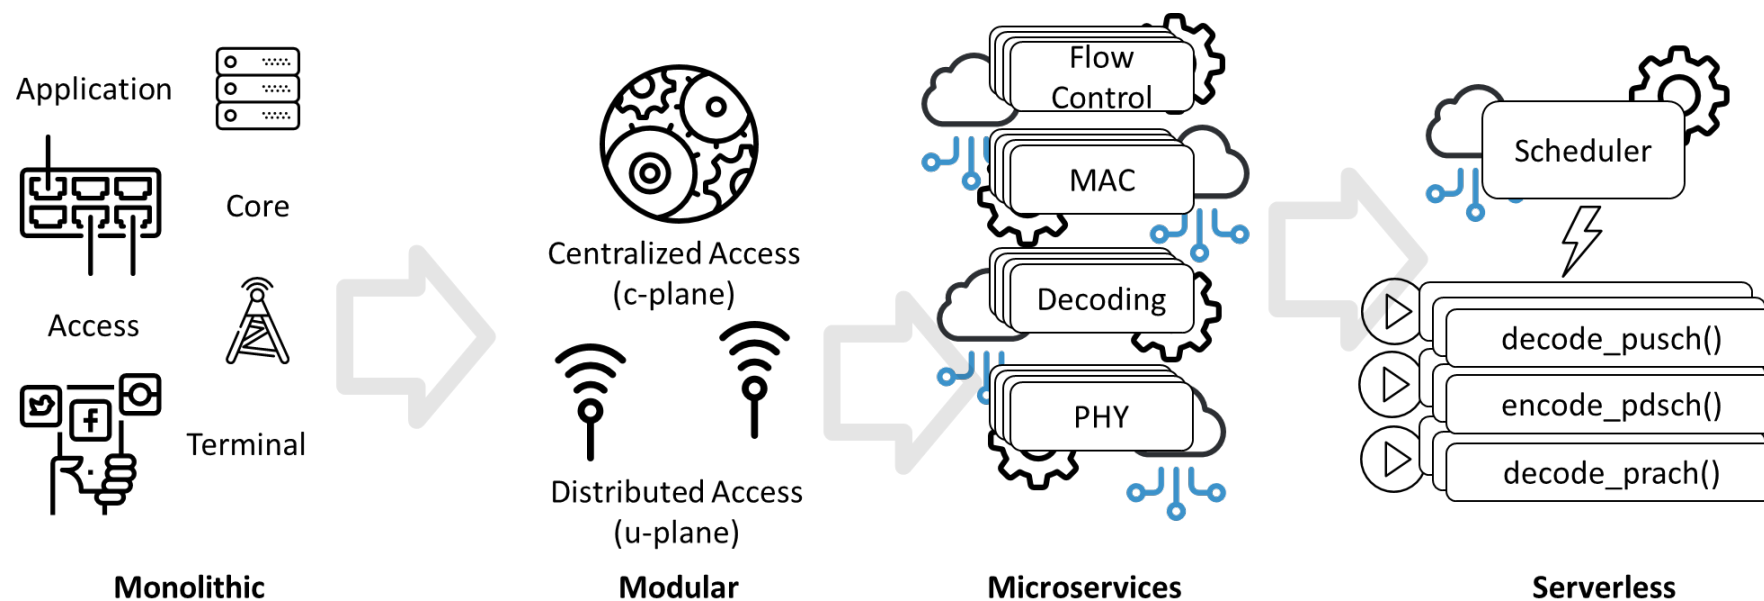 Application
Core
Access
Terminal
Monolithic
Centralized Access
(c-plane)
Distributed Access
(u-plane)
Modular
Flow
Control
MAC
Decoding
PHY
Microservices
Scheduler
decode_pusch()
encode_pdsch()
decode_prach()
Serverless